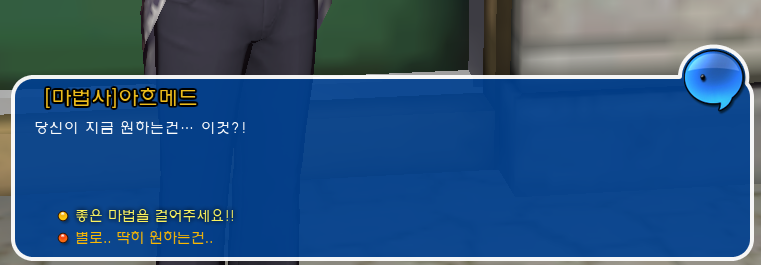 [마법사]아흐메드
당신이 지금 원하는건… 이것?!
좋은 마법을 걸어주세요!!
별로.. 딱히 원하는건..